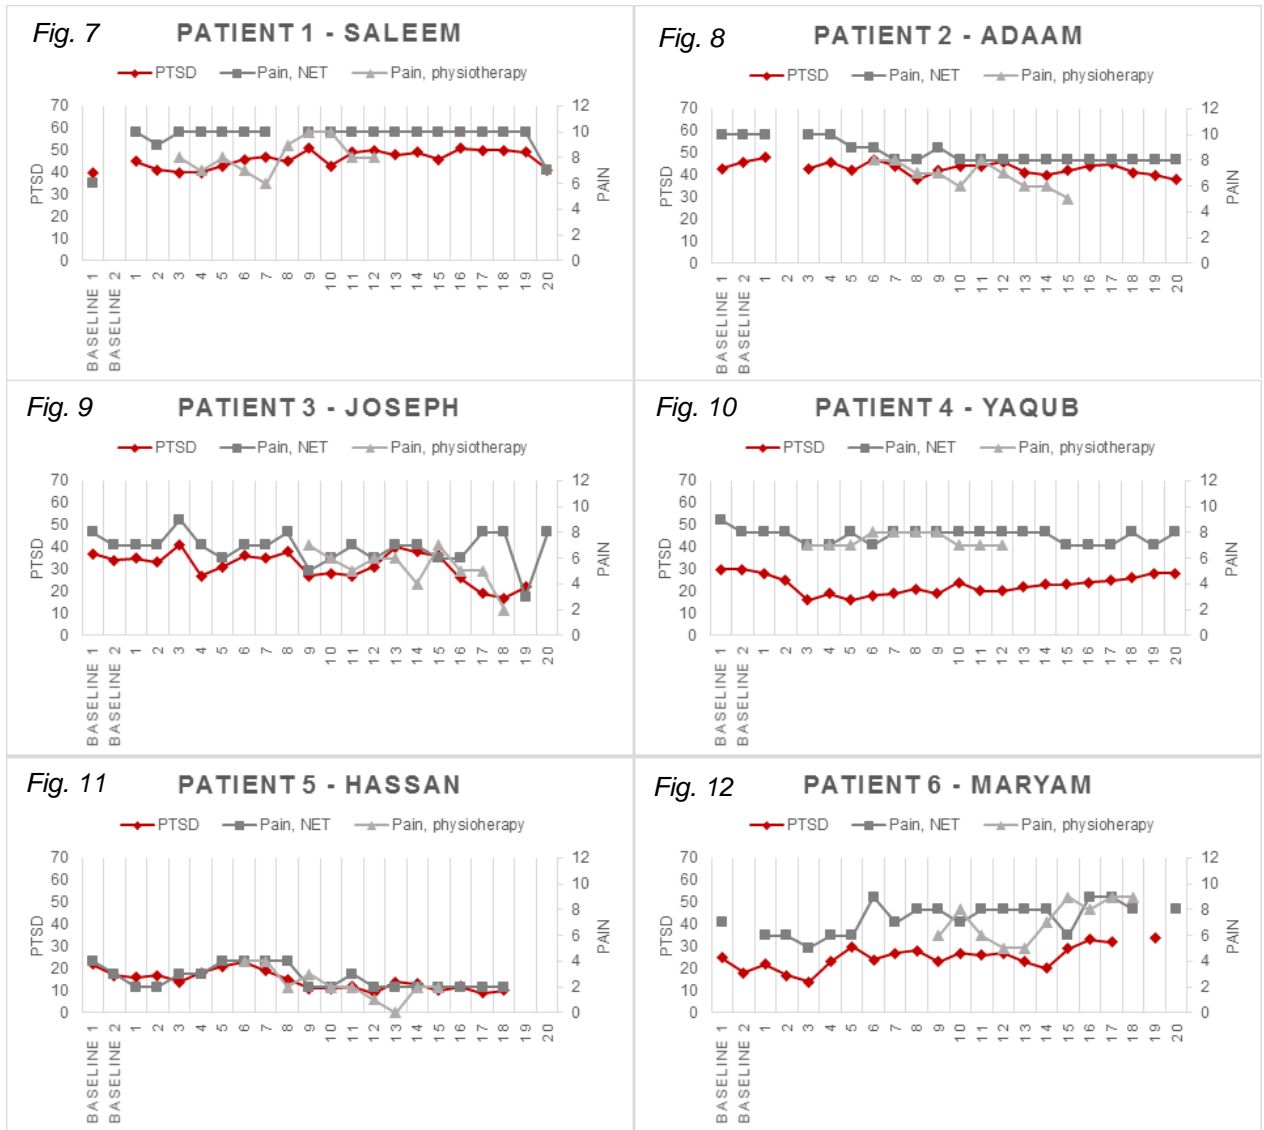 Fig. 7 PATIENT 1 - SALEEM
PTSD Pain, NET Pain, physiotherapy
70 60 50 40 30 20 10 0
PTSD
12 10 8 6 4 2 0
PAIN
BASELINE 1 BASELINE 2 1 2 3 4 5 6 7 8 9 10 11 12 13 14 15 16 17 18 19 20
Fig. 8 PATIENT 2 - ADAAM
PTSD Pain, NET Pain, physioherapy
70 60 50 40 30 20 10 0
PTSD
12 10 8 6 4 2 0
PAIN
BASELINE 1 BASELINE 2 1 2 3 4 5 6 7 8 9 10 11 12 13 14 15 16 17 18 19 20
Fig. 9 PATIENT 3 - JOSEPH
PTSD Pain, NET Pain, physiotherapy
70 60 50 40 30 20 10 0
PTSD
12 10 8 6 4 2 0
PAIN
BASELINE 1 BASELINE 2 1 2 3 4 5 6 7 8 9 10 11 12 13 14 15 16 17 18 19 20
Fig. 10 PATIENT 4 - YAQUB
PTSD Pain, NET Pain, physiotherapy
70 60 50 40 30 20 10 0
PTSD
12 10 8 6 4 2 0
PAIN
BASELINE 1 BASELINE 2 1 2 3 4 5 6 7 8 9 10 11 12 13 14 15 16 17 18 19 20
Fig. 11 PATIENT 5 - HASSAN
PTSD Pain, NET Pain, physioherapy
70 60 50 40 30 20 10 0
PTSD
12 10 8 6 4 2 0
PAIN
BASELINE 1 BASELINE 2 1 2 3 4 5 6 7 8 9 10 11 12 13 14 15 16 17 18 19 20
Fig. 12 PATIENT 6 - MARYAM
PTSD Pain, NET Pain, physiotherapy
70 60 50 40 30 20 10 0
PTSD
12 10 8 6 4 2 0
PAIN
BASELINE 1 BASELINE 2 1 2 3 4 5 6 7 8 9 10 11 12 13 14 15 16 17 18 19 20